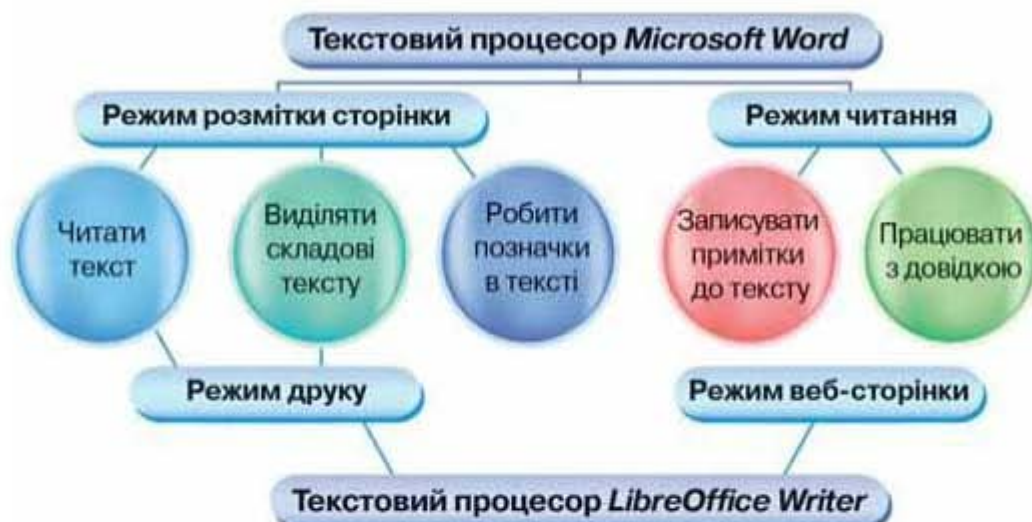 Текстовий процесор Microsoft Word
Режим розмітки сторінки
Режим читання
Читати
текст
Виділяти
складові
тексту
Робити
позначки
в тексті
Записувати
примітки
до тексту
Працювати
з довідкою
Режим друку
Режим веб-сторінки
Текстовий процесор LibreOffice Writer